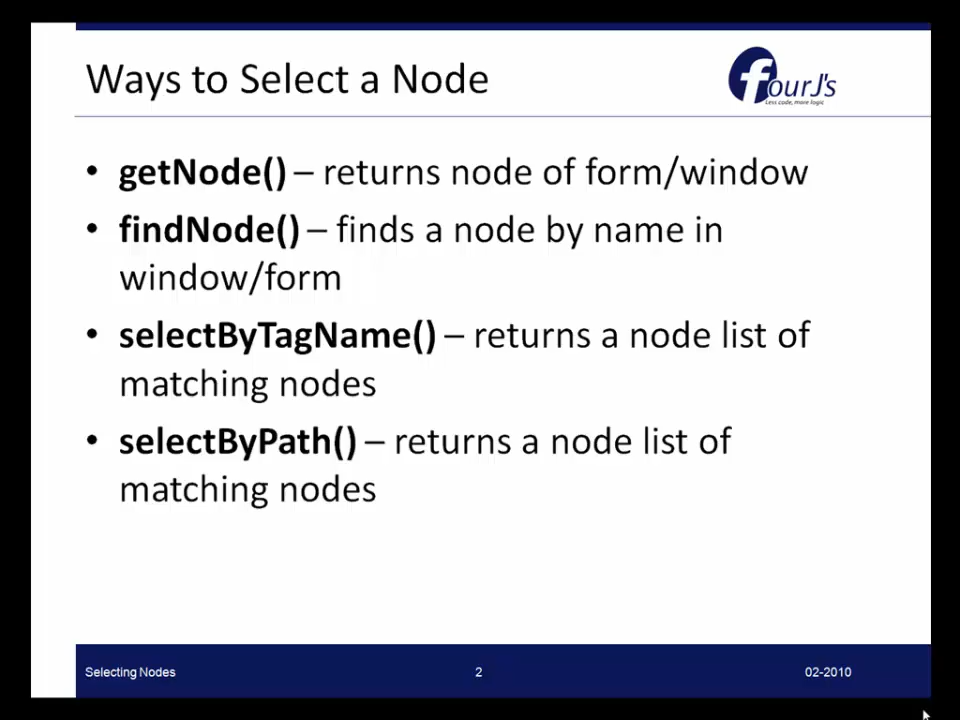 Ways to Select a Node
fourJ's
Less code, more logic
• getNode() – returns node of form/window
• findNode() – finds a node by name in
window/form
• selectByTagName() – returns a node list of
matching nodes
• selectByPath() – returns a node list of
matching nodes
Selecting Nodes
2
02-2010